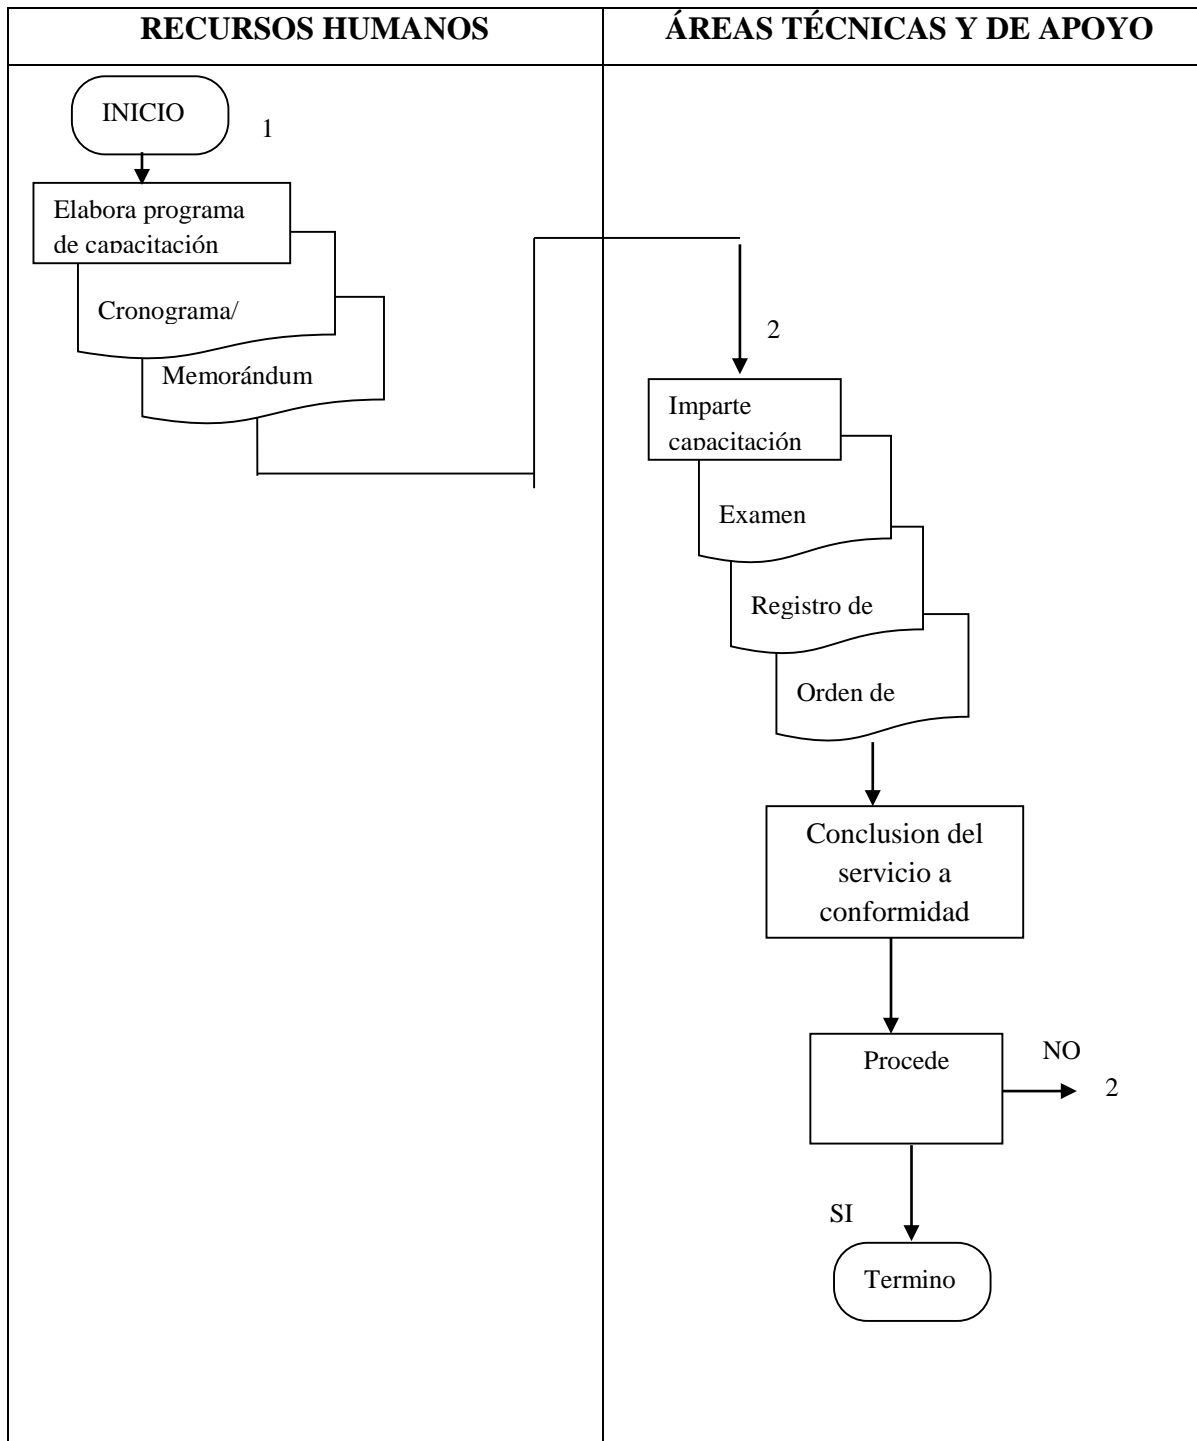 RECURSOS HUMANOS
ÁREAS TÉCNICAS Y DE APOYO
INICIO
1
Elabora programa
de capacitación
Cronograma/
Memorándum
2
Imparte
capacitación
Examen
Registro de
Orden de
Conclusion del
servicio a
conformidad
Procede
NO
2
SI
Termino